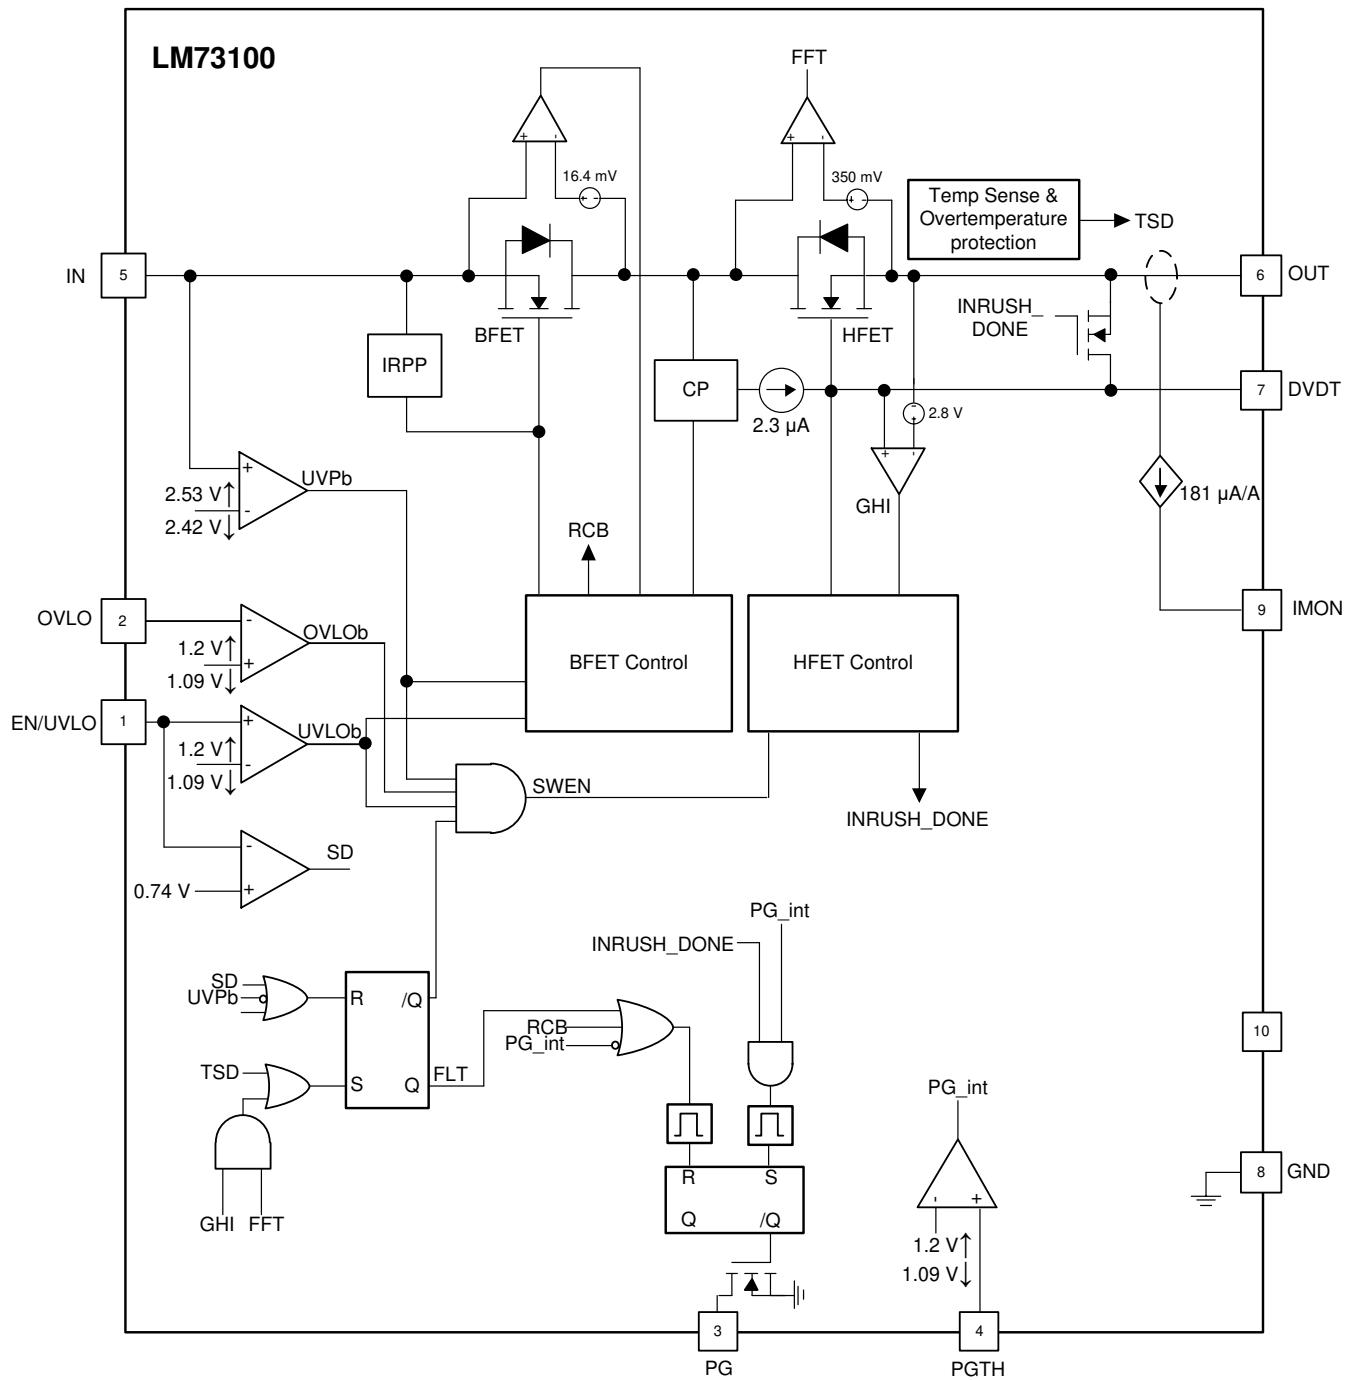 LM73100
FFT
+ -
+ -
16.4 mV
+ -
350 mV
+ -
Temp Sense &
Overtemperature
protection
TSD
IN
5
6
OUT
BFET
HFET
INRUSH_
DONE
IRPP
CP
2.3 µA
7
DVDT
-
+
2.8 V
+ -
GHI
+
-
UVPb
2.53 V↑
2.42 V↓
181 µA/A
RCB
OVLO
2
-
+
OVLOb
1.2 V↑
1.09 V↓
9
IMON
BFET Control
HFET Control
EN/UVLO
1
+
-
UVLOb
1.2 V↑
1.09 V↓
SWEN
INRUSH_DONE
-
+
SD
0.74 V
PG_int
INRUSH_DONE
SD
UVPb
R
/Q
S
Q
FLT
TSD
GHI
FFT
RCB
PG_int
10
PG_int
R
S
Q
/Q
- +
1.2 V↑
1.09 V↓
8
GND
3
PG
4
PGTH